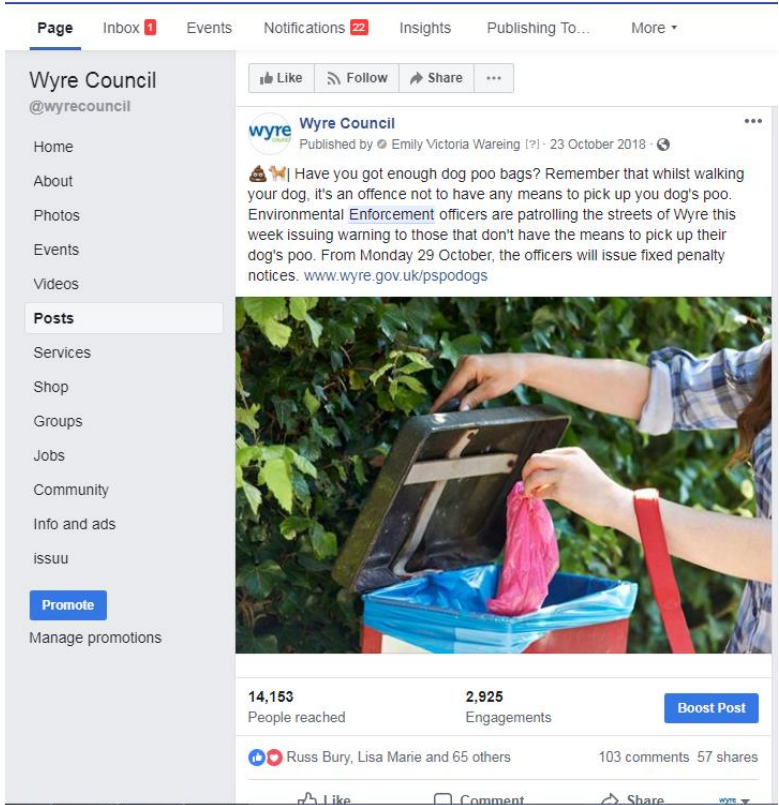 Page Inbox 1 Events Notifications 22 Insights Publishing To... More
Wyre Council
@wyrecouncil
Home
About
Photos
Events
Videos
Posts
Services
Shop
Groups
Jobs
Community
Info and ads
issuu
Promote
Manage promotions
Like Follow Share ...
wyre
Wyre Council
Published by Emily Victoria Wareing [?] · 23 October 2018 ·
💩🐕| Have you got enough dog poo bags? Remember that whilst walking
your dog, it's an offence not to have any means to pick up you dog's poo.
Environmental Enforcement officers are patrolling the streets of Wyre this
week issuing warning to those that don't have the means to pick up their
dog's poo. From Monday 29 October, the officers will issue fixed penalty
notices. www.wyre.gov.uk/pspodogs
14,153 2,925
People reached Engagements
Boost Post
Russ Bury, Lisa Marie and 65 others 103 comments 57 shares
Like Comment Share wyre